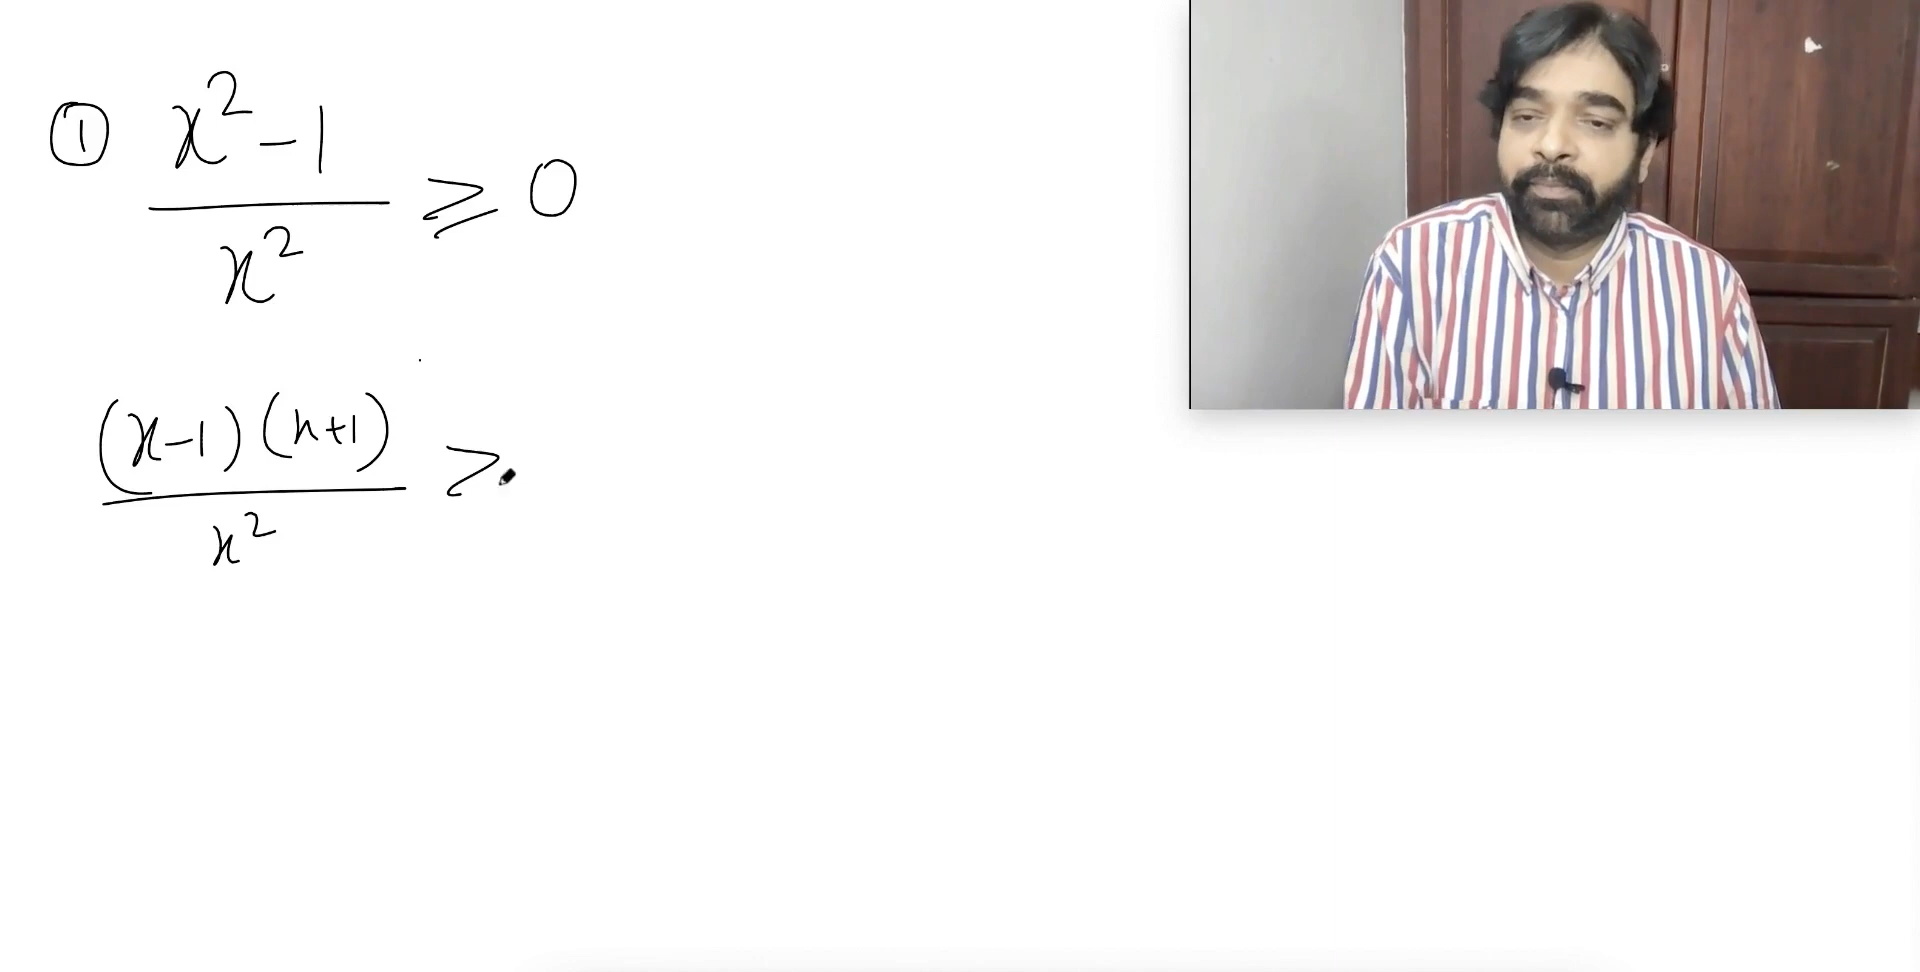 ① x² - 1
x² ≥ 0
(x-1)(x+1)
x² >